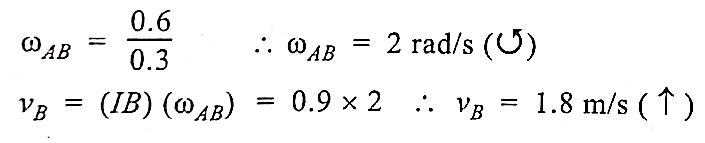 ω_AB = 0.6/0.3 ∴ ω_AB = 2 rad/s (↺)
v_B = (IB) (ω_AB) = 0.9 × 2 ∴ v_B = 1.8 m/s (↑)